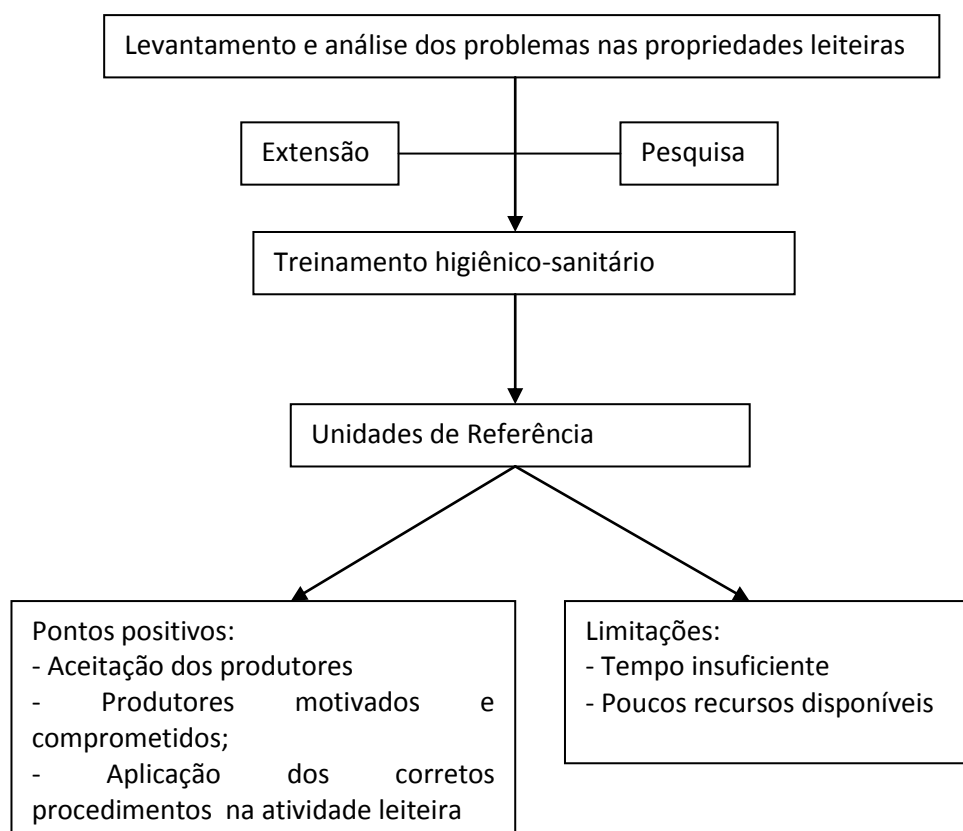 Levantamento e análise dos problemas nas propriedades leiteiras
Extensão
Pesquisa
Treinamento higiênico-sanitário
Unidades de Referência
Pontos positivos:
- Aceitação dos produtores
- Produtores motivados e
comprometidos;
- Aplicação dos corretos
procedimentos na atividade leiteira
Limitações:
- Tempo insuficiente
- Poucos recursos disponíveis